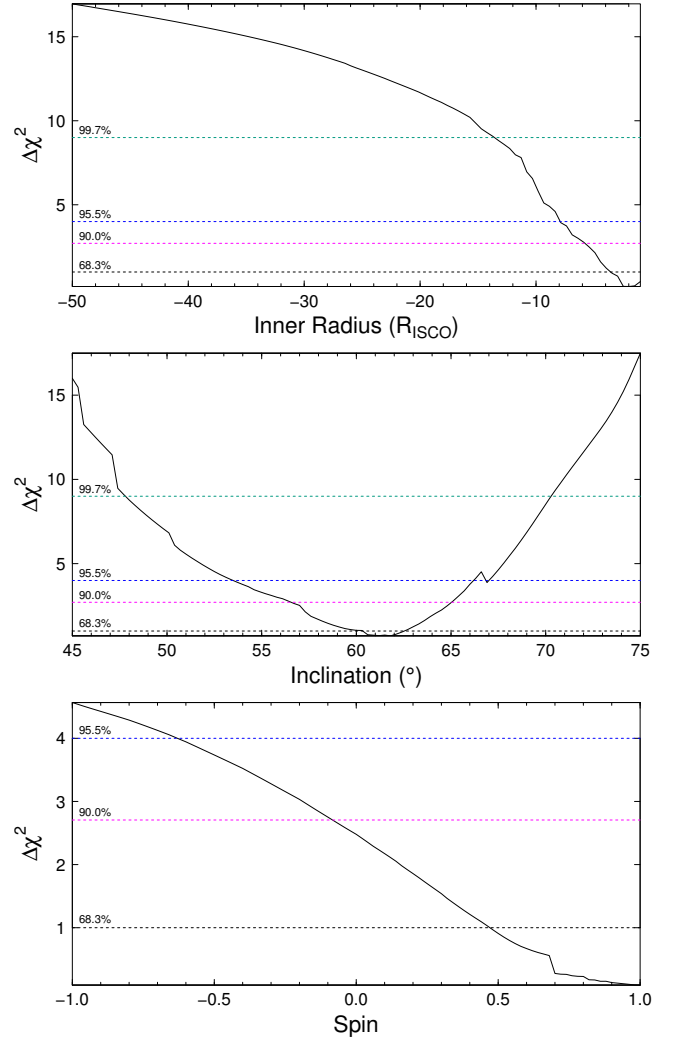 15
10
5
Δχ²
99.7%
95.5%
90.0%
68.3%
−50 −40 −30 −20 −10
Inner Radius (R_ISCO)
15
10
5
Δχ²
99.7%
95.5%
90.0%
68.3%
45 50 55 60 65 70 75
Inclination (°)
4
3
2
1
Δχ²
95.5%
90.0%
68.3%
−1.0 −0.5 0.0 0.5 1.0
Spin